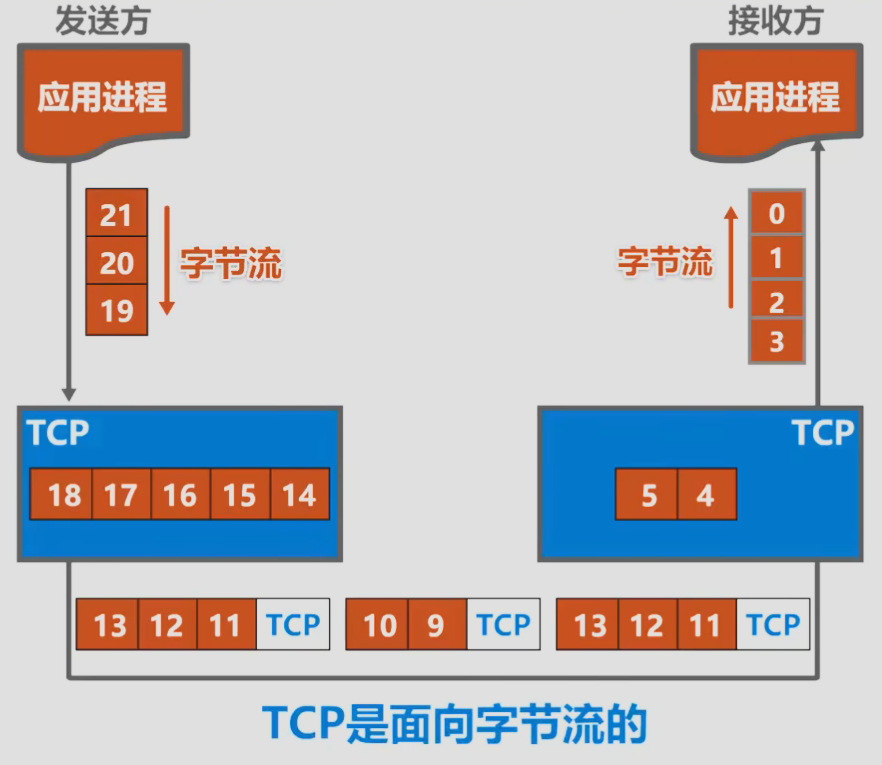 发送方
接收方
应用进程
应用进程
21
20
19
字节流
字节流
0
1
2
3
TCP
18 17 16 15 14
TCP
5 4
13 12 11 TCP
10 9 TCP
13 12 11 TCP
TCP是面向字节流的